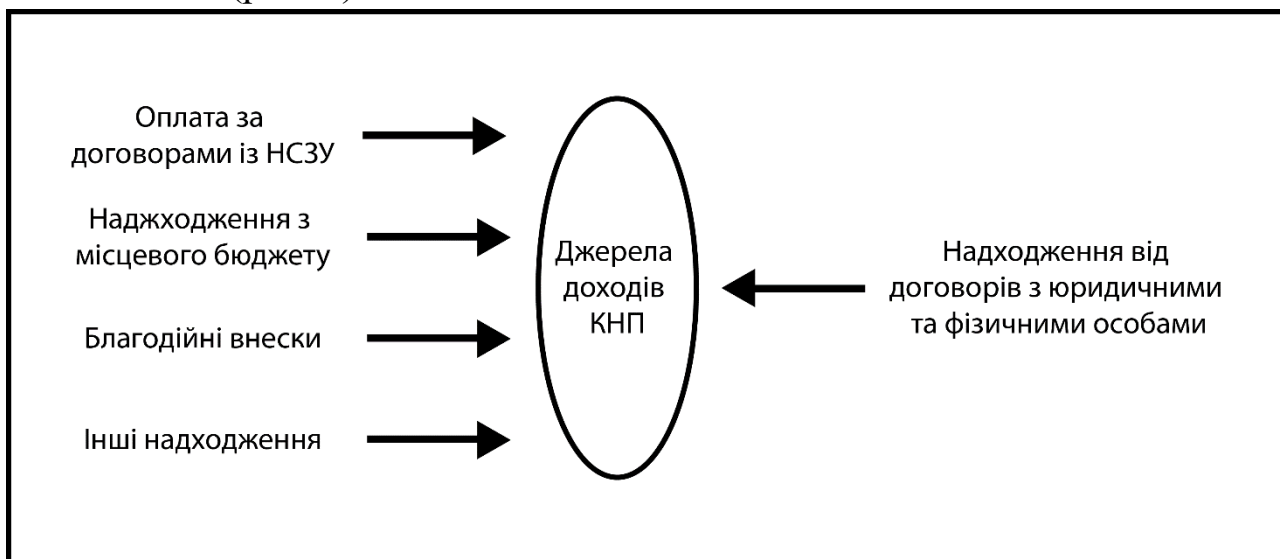 Оплата за
договорами із НСЗУ
Наджходження з
місцевого бюджету
Благодійні внески
Інші надходження
Джерела
доходів
КНП
Надходження від
договорів з юридичними
та фізичними особами